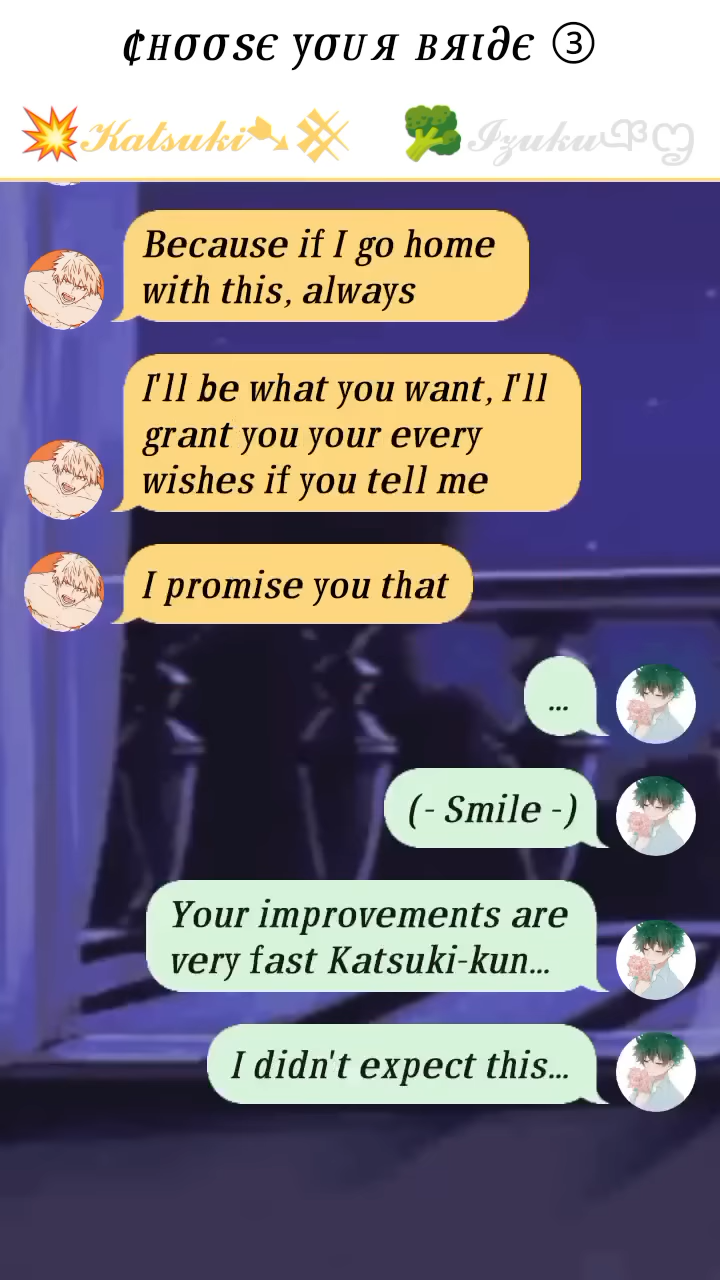 ₵ʜσσѕє уσυя вяι∂є ③
💥𝓚𝓪𝓽𝓼𝓾𝓴𝓲 🥦𝓘𝔃𝓾𝓴𝓾
Because if I go home
with this, always
I'll be what you want, I'll
grant you your every
wishes if you tell me
I promise you that
...
(- Smile -)
Your improvements are
very fast Katsuki-kun...
I didn't expect this...